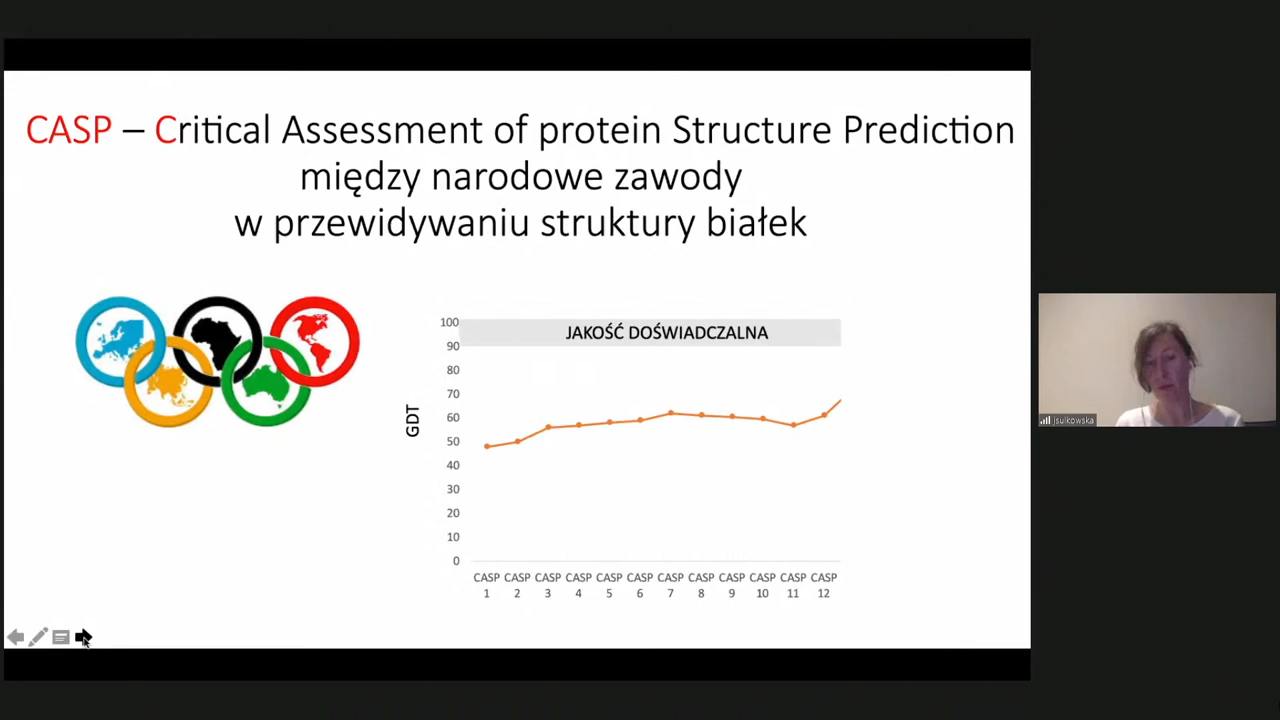 CASP – Critical Assessment of protein Structure Prediction
między narodowe zawody
w przewidywaniu struktury białek
100
JAKOŚĆ DOŚWIADCZALNA
90
80
70
60
50
40
30
20
10
0
GDT
CASP CASP CASP CASP CASP CASP CASP CASP CASP CASP CASP CASP
1 2 3 4 5 6 7 8 9 10 11 12
jsulkowska